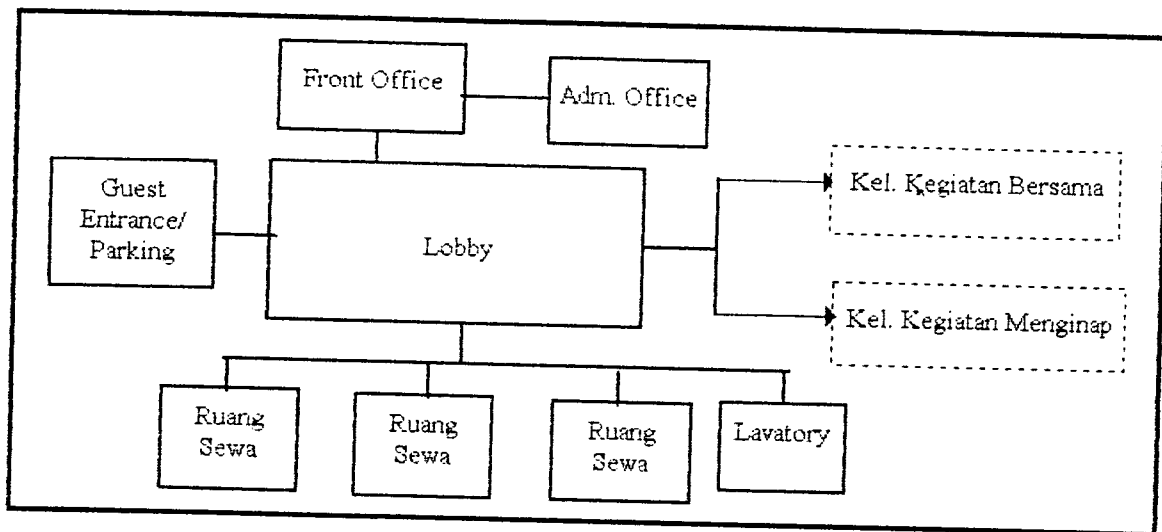 Front Office
Adm. Office
Guest
Entrance/
Parking
Lobby
Kel. Kegiatan Bersama
Kel. Kegiatan Menginap
Ruang
Sewa
Ruang
Sewa
Ruang
Sewa
Lavatory